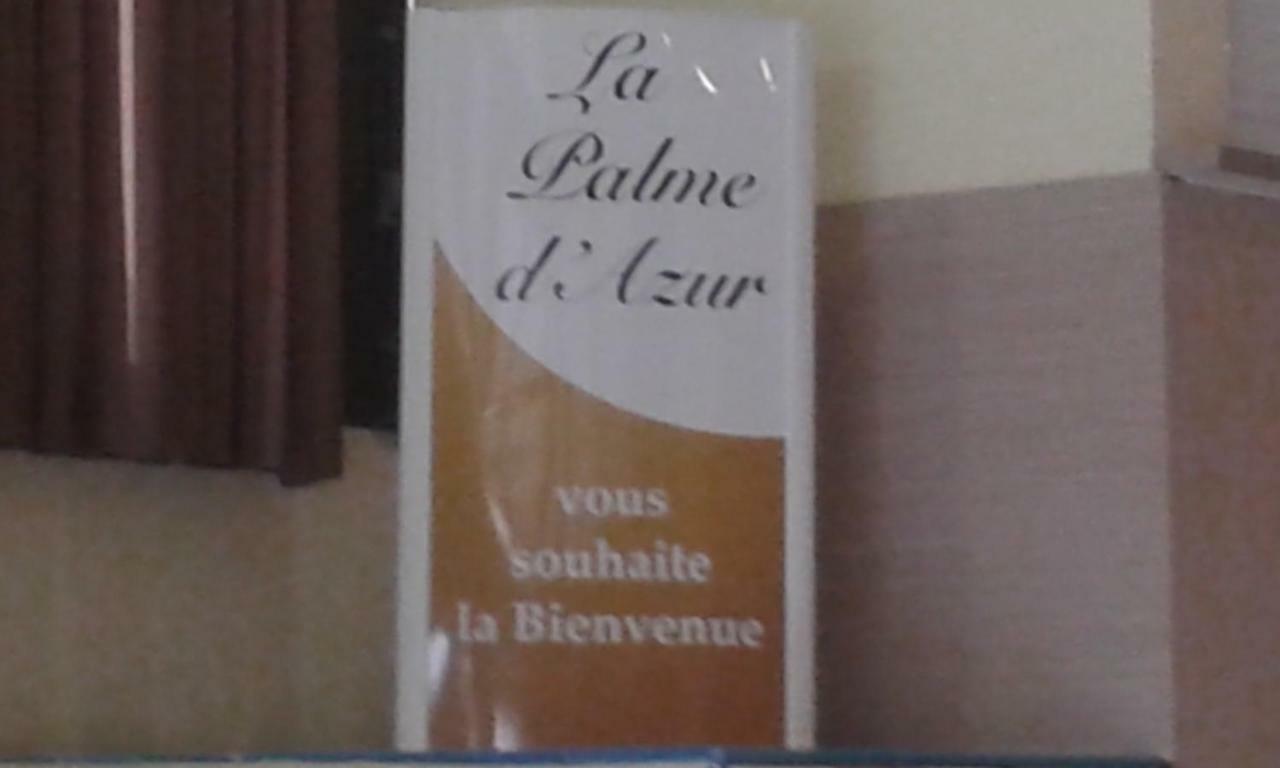 La
Palme
d'Azur
vous
souhaite
la Bienvenue